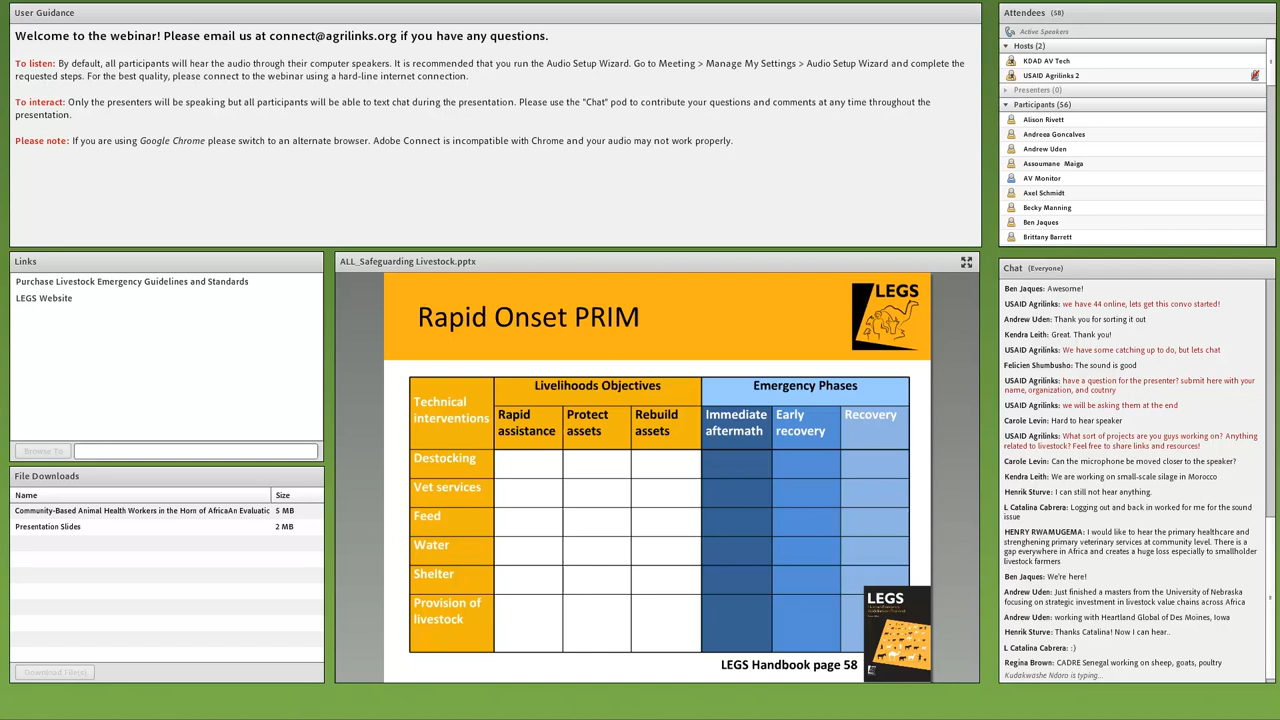 User Guidance
Welcome to the webinar! Please email us at connect@agrilinks.org if you have any questions.
To listen: By default, all participants will hear the audio through their computer speakers. It is recommended that you run the Audio Setup Wizard. Go to Meeting > Manage My Settings > Audio Setup Wizard and complete the
requested steps. For the best quality, please connect to the webinar using a hard-line internet connection.
To interact: Only the presenters will be speaking but all participants will be able to text chat during the presentation. Please use the "Chat" pod to contribute your questions and comments at any time throughout the
presentation.
Please note: If you are using Google Chrome please switch to an alternate browser. Adobe Connect is incompatible with Chrome and your audio may not work properly.
Links
Purchase Livestock Emergency Guidelines and Standards
LEGS Website
Browse To
File Downloads
Name Size
Community-Based Animal Health Workers in the Horn of AfricaAn Evaluatic 5 MB
Presentation Slides 2 MB
Download File(s)
ALL_Safeguarding Livestock.pptx
Rapid Onset PRIM
LEGS
Technical
interventions
Livelihoods Objectives
Emergency Phases
Rapid
assistance
Protect
assets
Rebuild
assets
Immediate
aftermath
Early
recovery
Recovery
Destocking
Vet services
Feed
Water
Shelter
Provision of
livestock
LEGS
LEGS Handbook page 58
Attendees (58)
Active Speakers
Hosts (2)
KDAD AV Tech
USAID Agrilinks 2
Presenters (0)
Participants (56)
Alison Rivett
Andreea Goncalves
Andrew Uden
Assoumane Maiga
AV Monitor
Axel Schmidt
Becky Manning
Ben Jaques
Brittany Barrett
Chat (Everyone)
Ben Jaques: Awesome!
USAID Agrilinks: we have 44 online, lets get this convo started!
Andrew Uden: Thank you for sorting it out
Kendra Leith: Great. Thank you!
USAID Agrilinks: We have some catching up to do, but lets chat
Felicien Shumbusho: The sound is good
USAID Agrilinks: have a question for the presenter? submit here with your
name, organization, and coutnry
USAID Agrilinks: we will be asking them at the end
Carole Levin: Hard to hear speaker
USAID Agrilinks: What sort of projects are you guys working on? Anything
related to livestock? Feel free to share links and resources!
Carole Levin: Can the microphone be moved closer to the speaker?
Kendra Leith: We are working on small-scale silage in Morocco
Henrik Sturve: I can still not hear anything.
L Catalina Cabrera: Logging out and back in worked for me for the sound
issue
HENRY RWAMUGEMA: I would like to hear the primary healthcare and
strenghening primary veterinary services at community level. There is a
gap everywhere in Africa and creates a huge loss especially to smallholder
livestock farmers
Ben Jaques: We're here!
Andrew Uden: Just finished a masters from the University of Nebraska
focusing on strategic investment in livestock value chains across Africa
Andrew Uden: working with Heartland Global of Des Moines, Iowa
Henrik Sturve: Thanks Catalina! Now I can hear..
L Catalina Cabrera: :)
Regina Brown: CADRE Senegal working on sheep, goats, poultry
Kudakwashe Ndoro is typing...